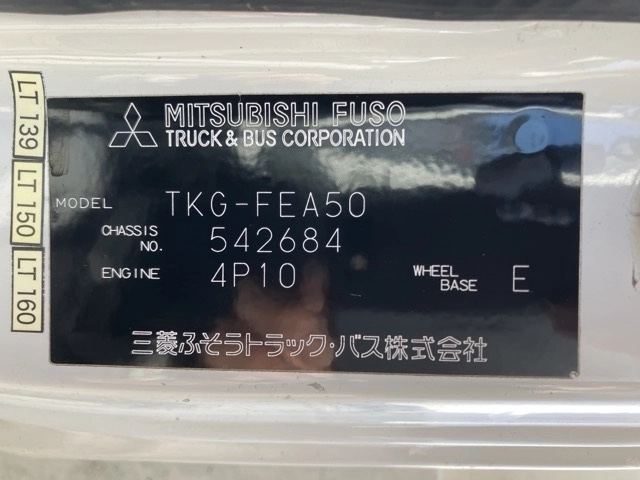 MITSUBISHI FUSO
TRUCK & BUS CORPORATION
MODEL TKG-FEA50
CHASSIS NO. 542684
ENGINE 4P10 WHEEL BASE E
三菱ふそうトラック・バス株式会社
LT 139
LT 150
LT 160